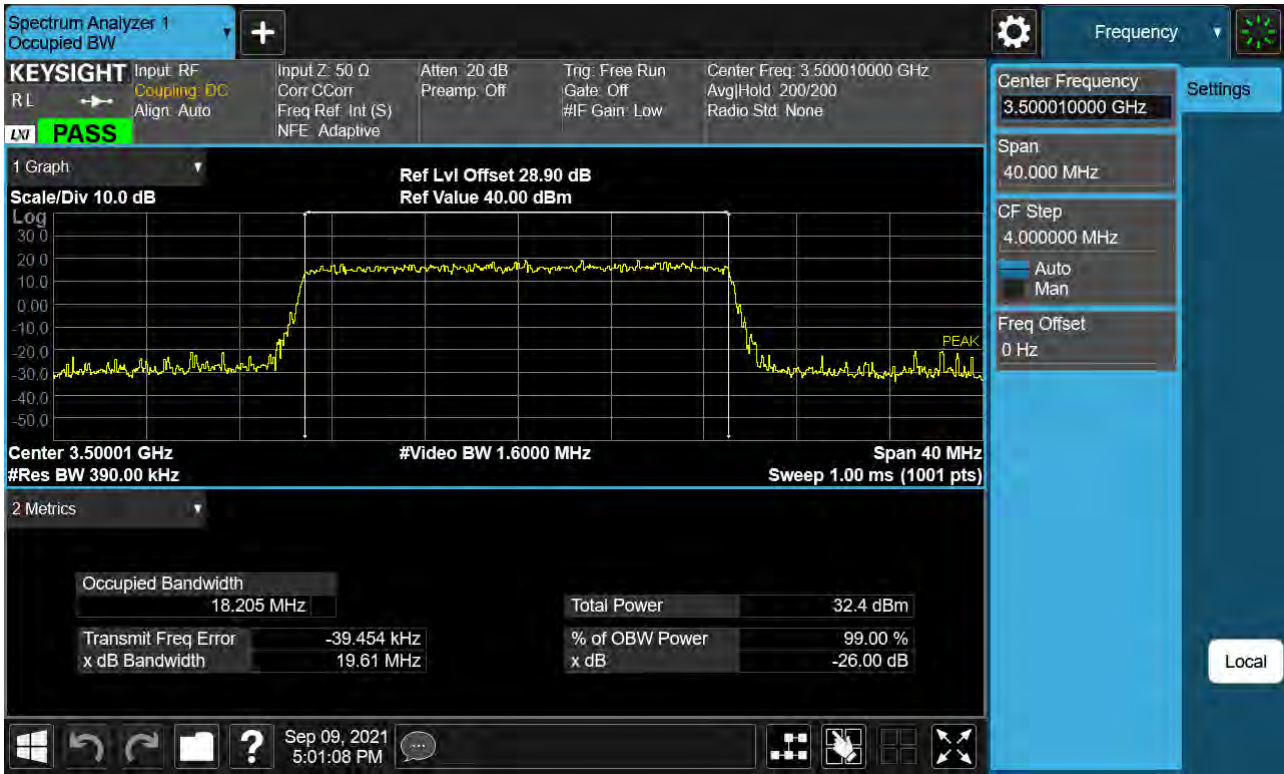 Spectrum Analyzer 1
Occupied BW
+
Frequency
KEYSIGHT
RL
LXI PASS
Input: RF
Coupling: DC
Align: Auto
Input Z: 50 Ω
Corr CCorr
Freq Ref: Int (S)
NFE: Adaptive
Atten: 20 dB
Preamp: Off
Trig: Free Run
Gate: Off
#IF Gain: Low
Center Freq: 3.500010000 GHz
Avg|Hold: 200/200
Radio Std: None
Center Frequency
3.500010000 GHz
Settings
Span
40.000 MHz
CF Step
4.000000 MHz
Auto
Man
Freq Offset
0 Hz
Local
1 Graph
Scale/Div 10.0 dB
Ref Lvl Offset 28.90 dB
Ref Value 40.00 dBm
Log
30.0
20.0
10.0
0.00
-10.0
-20.0
-30.0
-40.0
-50.0
PEAK
Center 3.50001 GHz
#Video BW 1.6000 MHz
Span 40 MHz
#Res BW 390.00 kHz
Sweep 1.00 ms (1001 pts)
2 Metrics
Occupied Bandwidth
18.205 MHz
Total Power 32.4 dBm
Transmit Freq Error -39.454 kHz
% of OBW Power 99.00 %
x dB Bandwidth 19.61 MHz
x dB -26.00 dB
?
Sep 09, 2021
5:01:08 PM